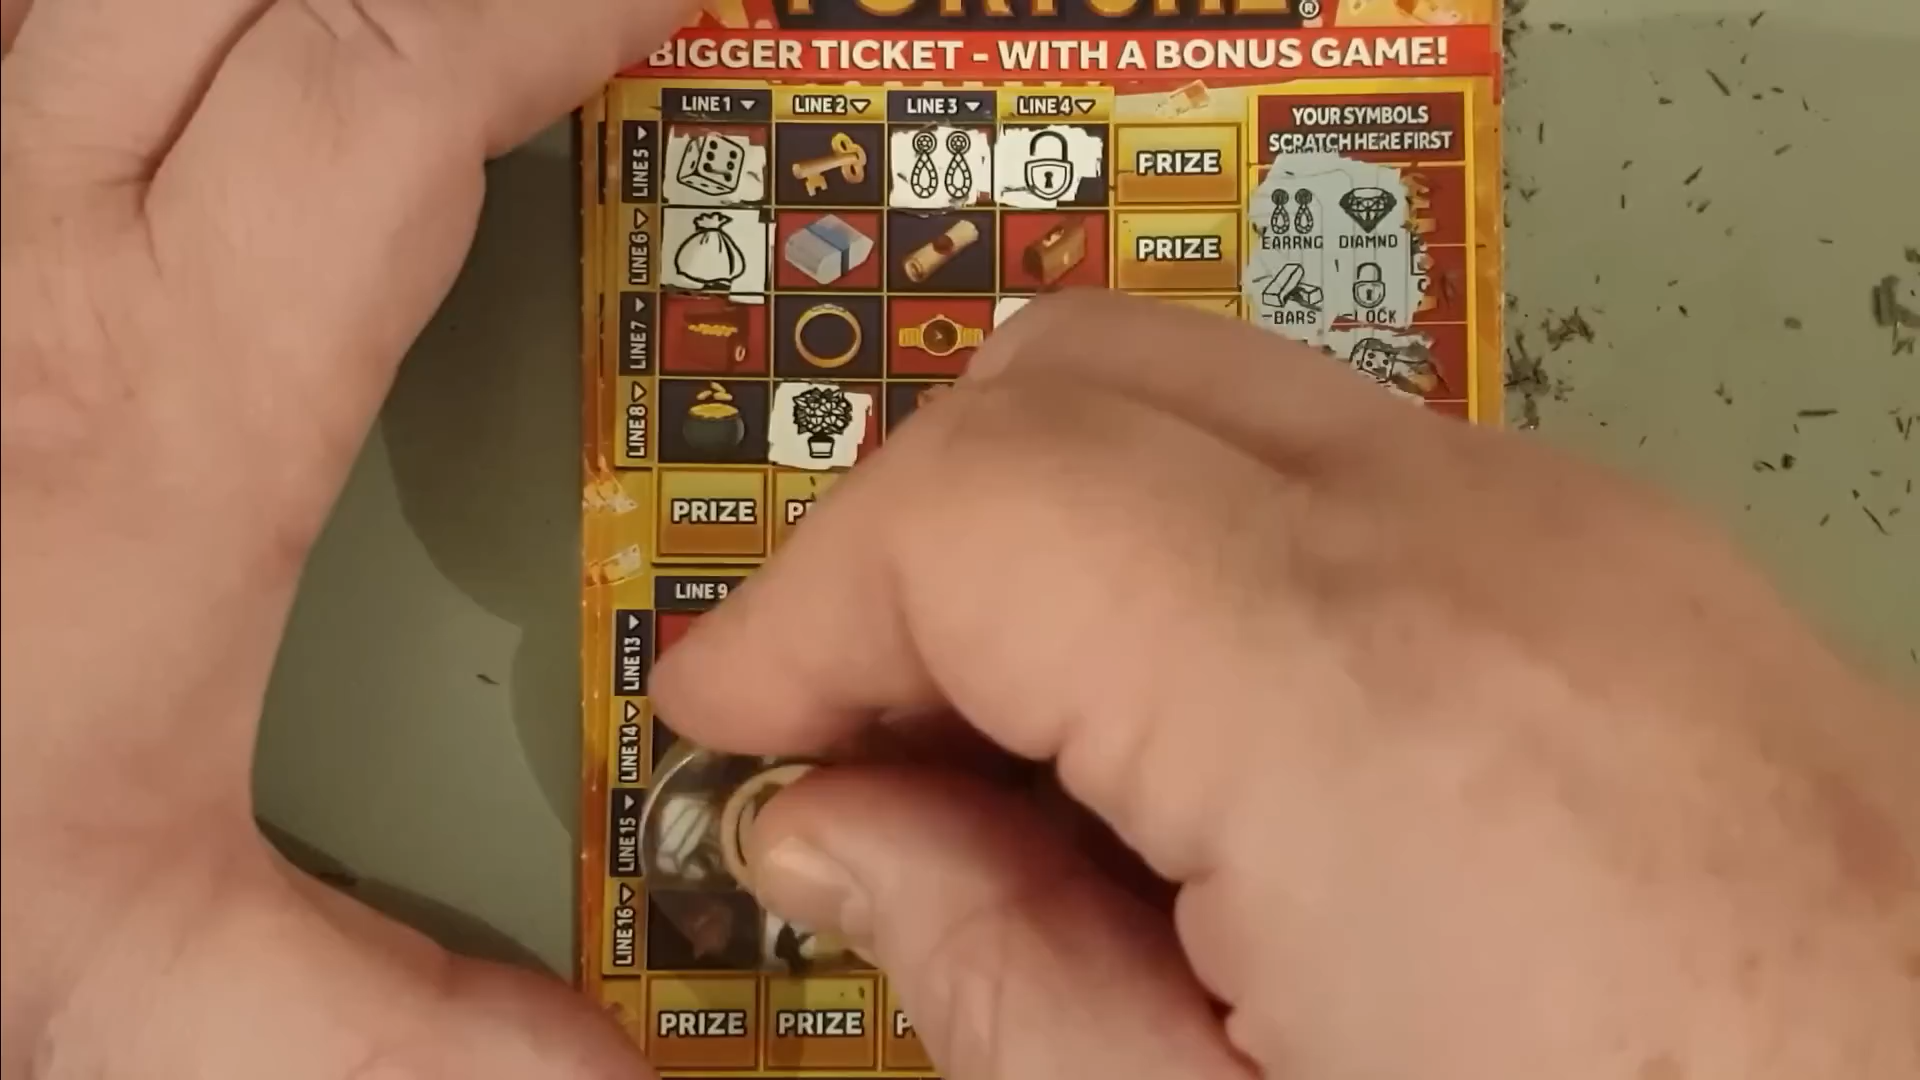 FORTUNE®
BIGGER TICKET - WITH A BONUS GAME!
LINE 1 LINE 2 LINE 3 LINE 4
YOUR SYMBOLS
SCRATCH HERE FIRST
LINE 5
PRIZE
EARRNG DIAMND
LINE 6
PRIZE
BARS LOCK
LINE 7
LINE 8
PRIZE
LINE 9
LINE 13
LINE 14
LINE 15
LINE 16
PRIZE PRIZE